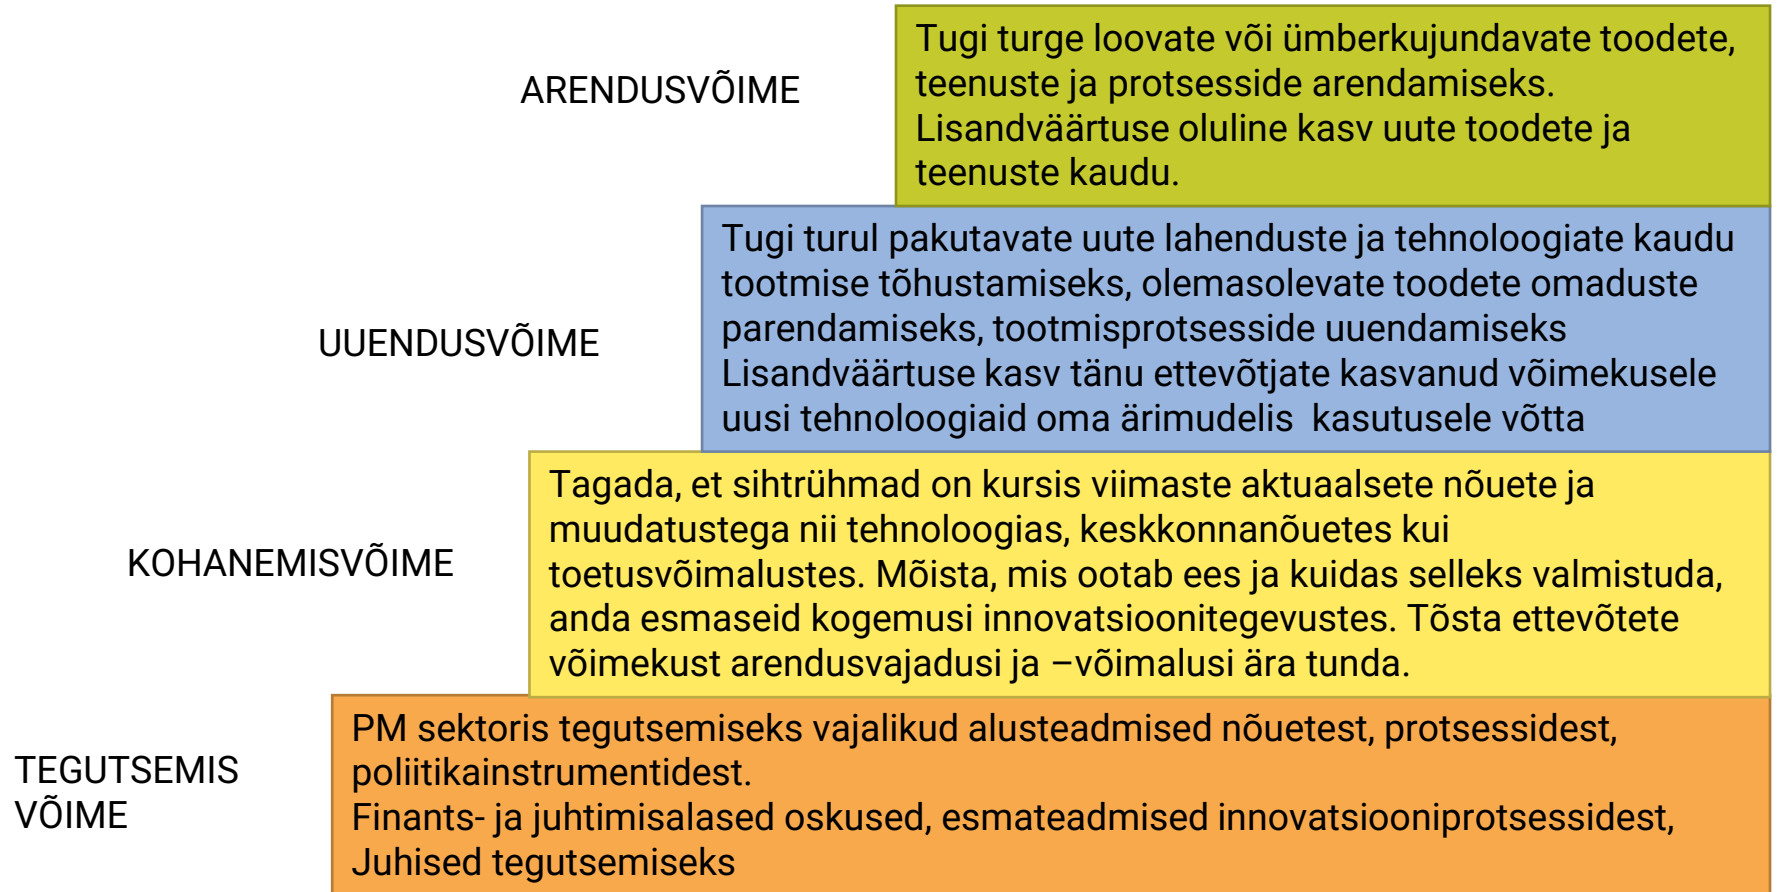 ARENDUSVÕIME
Tugi turge loovate või ümberkujundavate toodete,
teenuste ja protsesside arendamiseks.
Lisandväärtuse oluline kasv uute toodete ja
teenuste kaudu.
UUENDUSVÕIME
Tugi turul pakutavate uute lahenduste ja tehnoloogiate kaudu
tootmise tõhustamiseks, olemasolevate toodete omaduste
parendamiseks, tootmisprotsesside uuendamiseks
Lisandväärtuse kasv tänu ettevõtjate kasvanud võimekusele
uusi tehnoloogiaid oma ärimudelis  kasutusele võtta
KOHANEMISVÕIME
Tagada, et sihtrühmad on kursis viimaste aktuaalsete nõuete ja
muudatustega nii tehnoloogias, keskkonnanõuetes kui
toetusvõimalustes. Mõista, mis ootab ees ja kuidas selleks valmistuda,
anda esmaseid kogemusi innovatsioonitegevustes. Tõsta ettevõtete
võimekust arendusvajadusi ja –võimalusi ära tunda.
TEGUTSEMIS
VÕIME
PM sektoris tegutsemiseks vajalikud alusteadmised nõuetest, protsessidest,
poliitikainstrumentidest.
Finants- ja juhtimisalased oskused, esmateadmised innovatsiooniprotsessidest,
Juhised tegutsemiseks